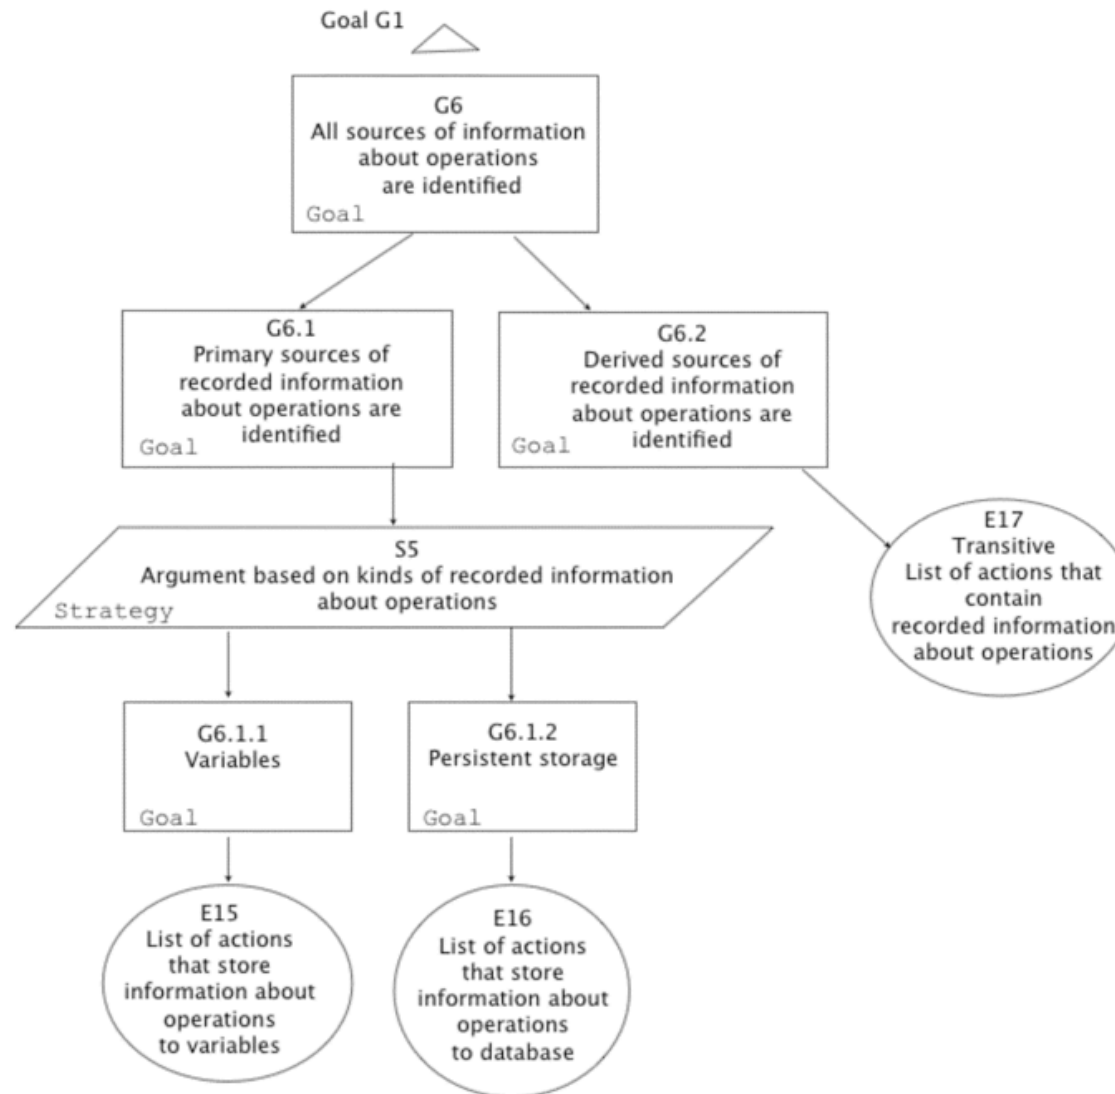 Goal G1
G6
All sources of information
about operations
are identified
Goal
G6.1
Primary sources of
recorded information
about operations are
identified
Goal
G6.2
Derived sources of
recorded information
about operations are
identified
Goal
E17
Transitive
List of actions that
contain
recorded information
about operations
S5
Argument based on kinds of recorded information
about operations
Strategy
G6.1.1
Variables
Goal
G6.1.2
Persistent storage
Goal
E15
List of actions
that store
information about
operations
to variables
E16
List of actions
that store
information about
operations
to database